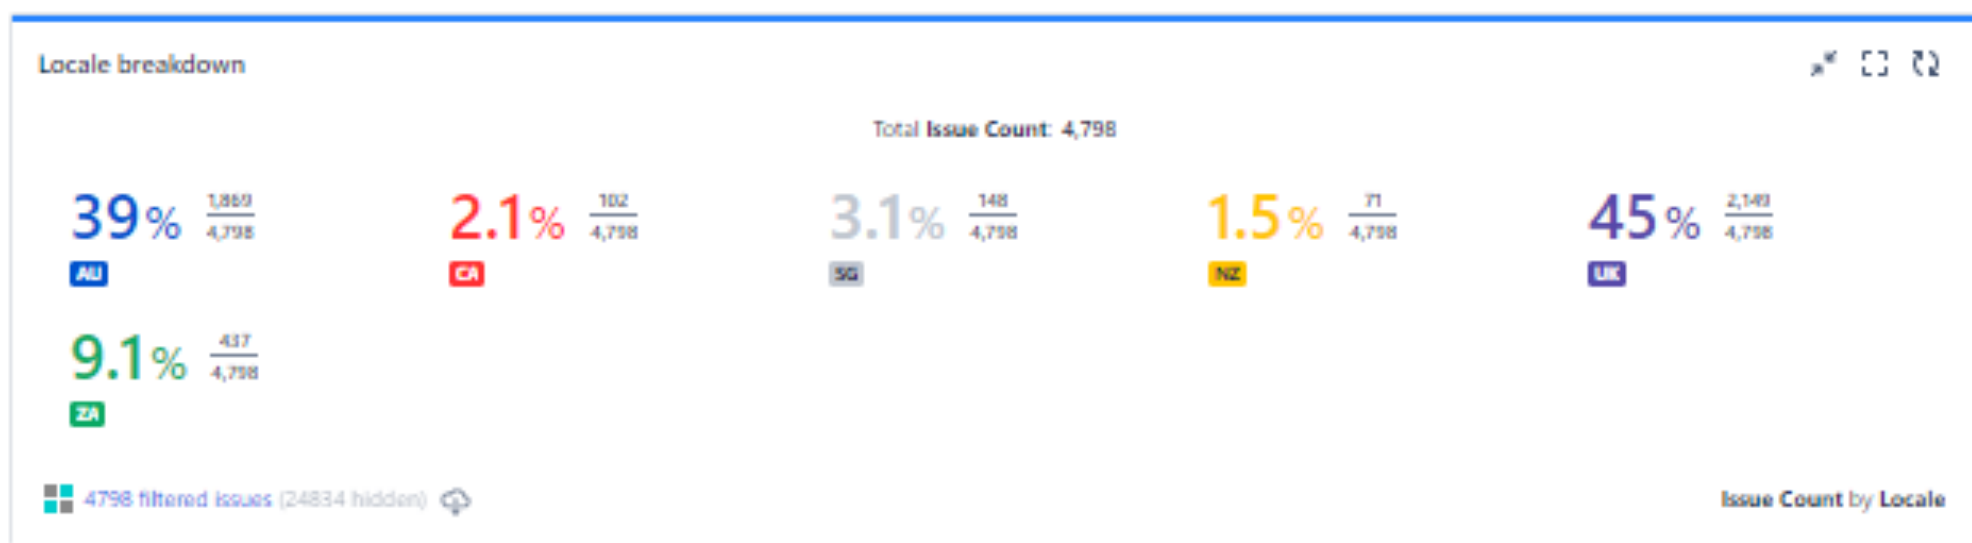 Locale breakdown
Total Issue Count: 4,798
39% 1,869/4,798
AU
2.1% 102/4,798
CA
3.1% 148/4,798
SG
1.5% 71/4,798
NZ
45% 2,149/4,798
UK
9.1% 437/4,798
ZA
4798 filtered issues (24834 hidden)
Issue Count by Locale